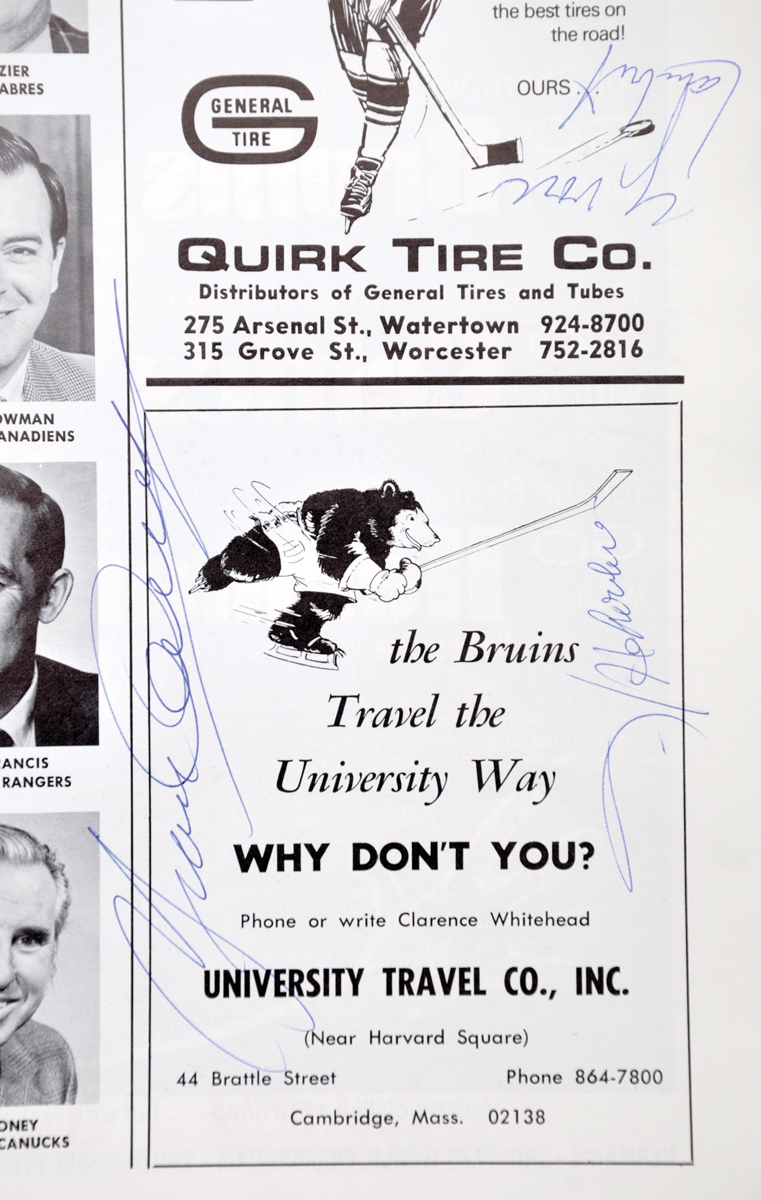 ZIER
ABRES
OWMAN
ANADIENS
ANCIS
RANGERS
ONEY
CANUCKS
the best tires on
the road!
OURS . . .
GENERAL
TIRE
QUIRK TIRE CO.
Distributors of General Tires and Tubes
275 Arsenal St., Watertown 924-8700
315 Grove St., Worcester 752-2816
the Bruins
Travel the
University Way
WHY DON'T YOU?
Phone or write Clarence Whitehead
UNIVERSITY TRAVEL CO., INC.
(Near Harvard Square)
44 Brattle Street Phone 864-7800
Cambridge, Mass. 02138